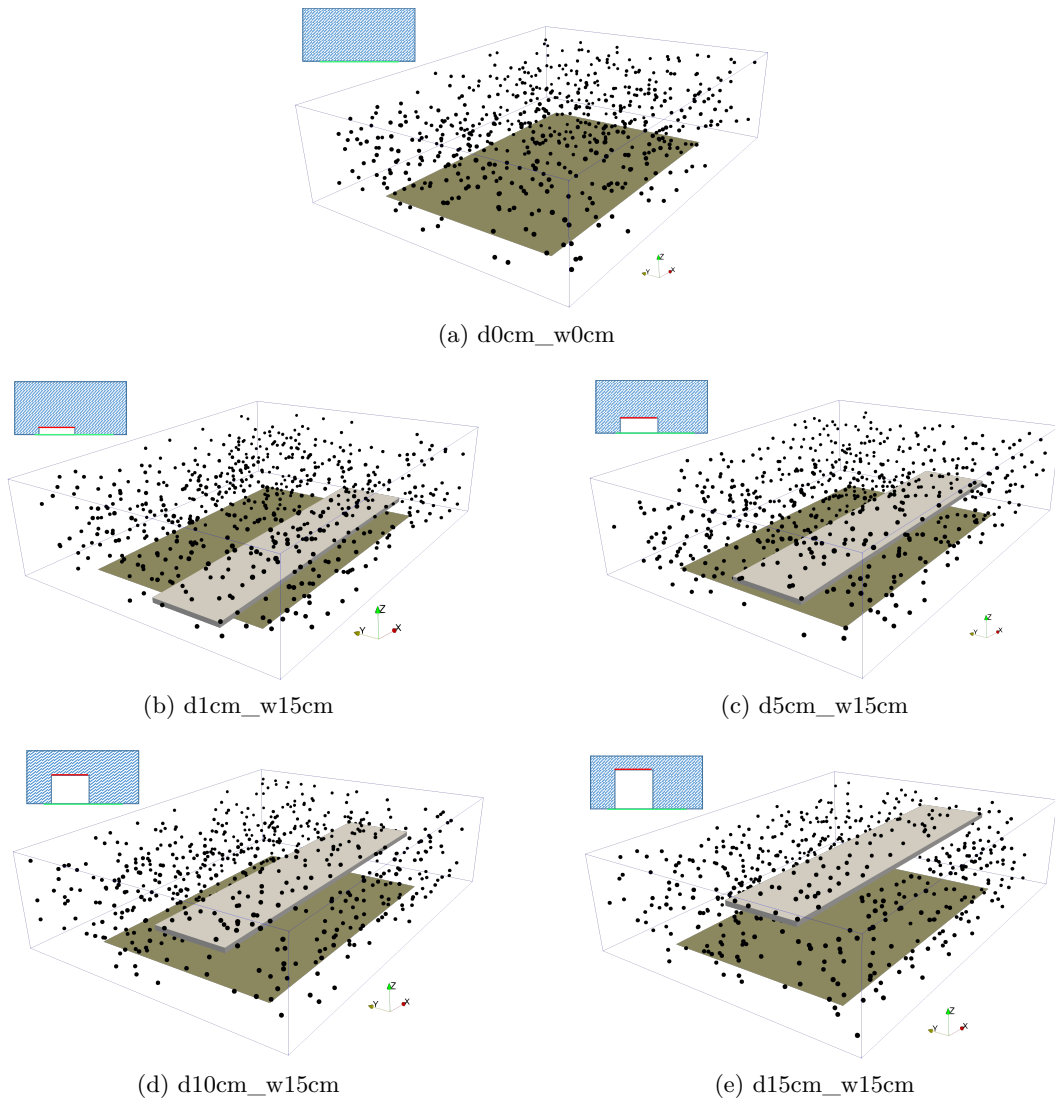 Z
Y
X
(a) d0cm_w0cm
Z
Y
X
Z
Y
X
(b) d1cm_w15cm
(c) d5cm_w15cm
Z
Y
X
Z
Y
X
(d) d10cm_w15cm
(e) d15cm_w15cm